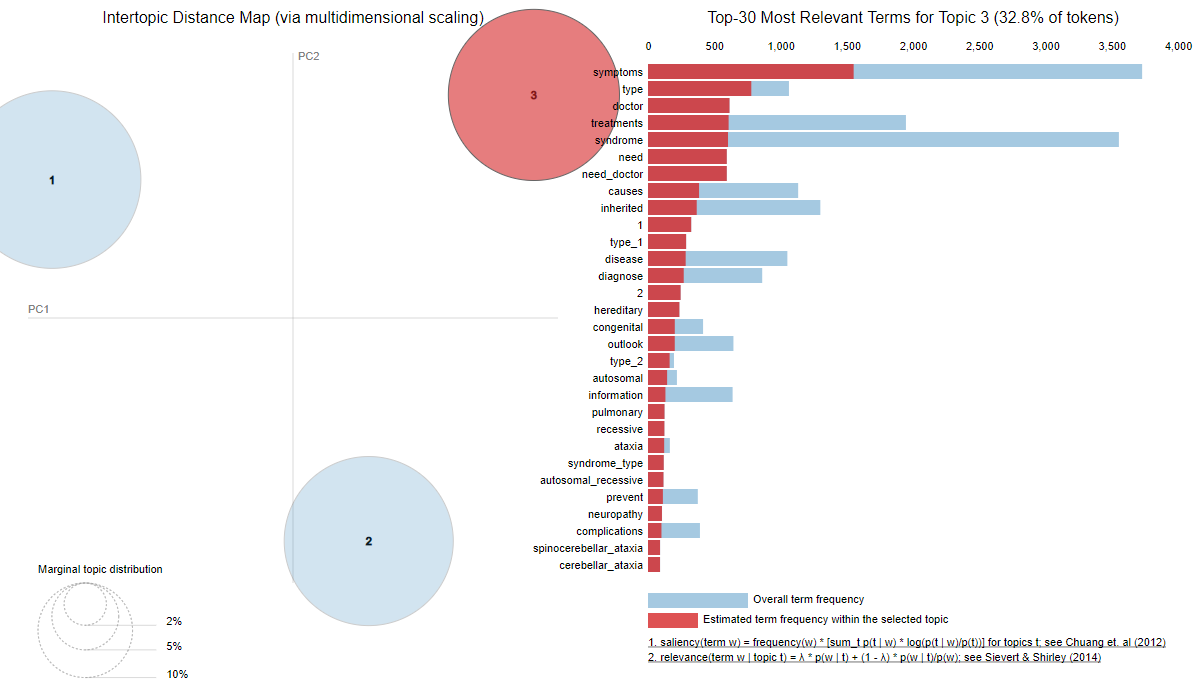 Intertopic Distance Map (via multidimensional scaling)
PC2
3
1
PC1
2
Marginal topic distribution
2%
5%
10%
Top-30 Most Relevant Terms for Topic 3 (32.8% of tokens)
0 500 1,000 1,500 2,000 2,500 3,000 3,500 4,000
symptoms
type
doctor
treatments
syndrome
need
need_doctor
causes
inherited
1
type_1
disease
diagnose
2
hereditary
congenital
outlook
type_2
autosomal
information
pulmonary
recessive
ataxia
syndrome_type
autosomal_recessive
prevent
neuropathy
complications
spinocerebellar_ataxia
cerebellar_ataxia
Overall term frequency
Estimated term frequency within the selected topic
1. saliency(term w) = frequency(w) * [sum_t p(t | w) * log(p(t | w)/p(t))] for topics t; see Chuang et. al (2012)
2. relevance(term w | topic t) = λ * p(w | t) + (1 - λ) * p(w | t)/p(w); see Sievert & Shirley (2014)